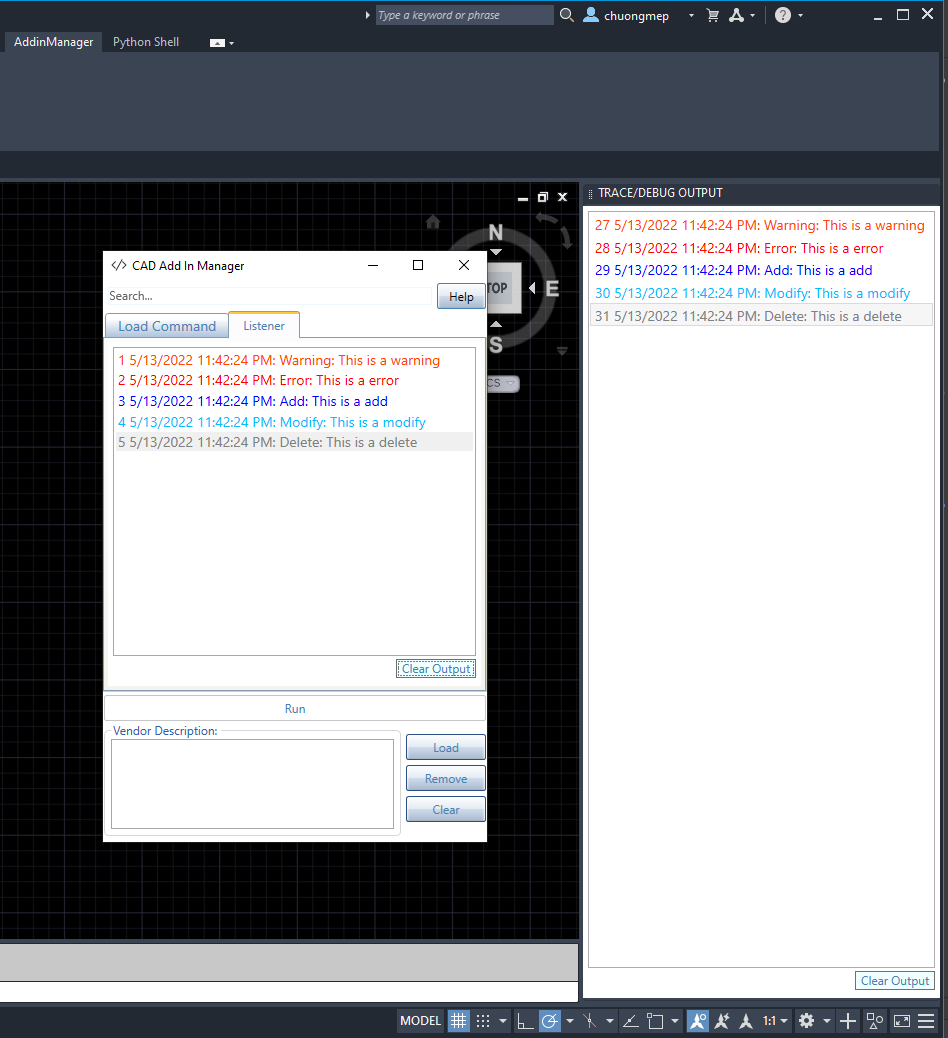 Type a keyword or phrase
chuongmep
AddinManager
Python Shell
TRACE/DEBUG OUTPUT
27 5/13/2022 11:42:24 PM: Warning: This is a warning
28 5/13/2022 11:42:24 PM: Error: This is a error
29 5/13/2022 11:42:24 PM: Add: This is a add
30 5/13/2022 11:42:24 PM: Modify: This is a modify
31 5/13/2022 11:42:24 PM: Delete: This is a delete
Clear Output
N
TOP
E
S
CS
</> CAD Add In Manager
Search...
Help
Load Command
Listener
1 5/13/2022 11:42:24 PM: Warning: This is a warning
2 5/13/2022 11:42:24 PM: Error: This is a error
3 5/13/2022 11:42:24 PM: Add: This is a add
4 5/13/2022 11:42:24 PM: Modify: This is a modify
5 5/13/2022 11:42:24 PM: Delete: This is a delete
Clear Output
Run
Vendor Description:
Load
Remove
Clear
MODEL
1:1